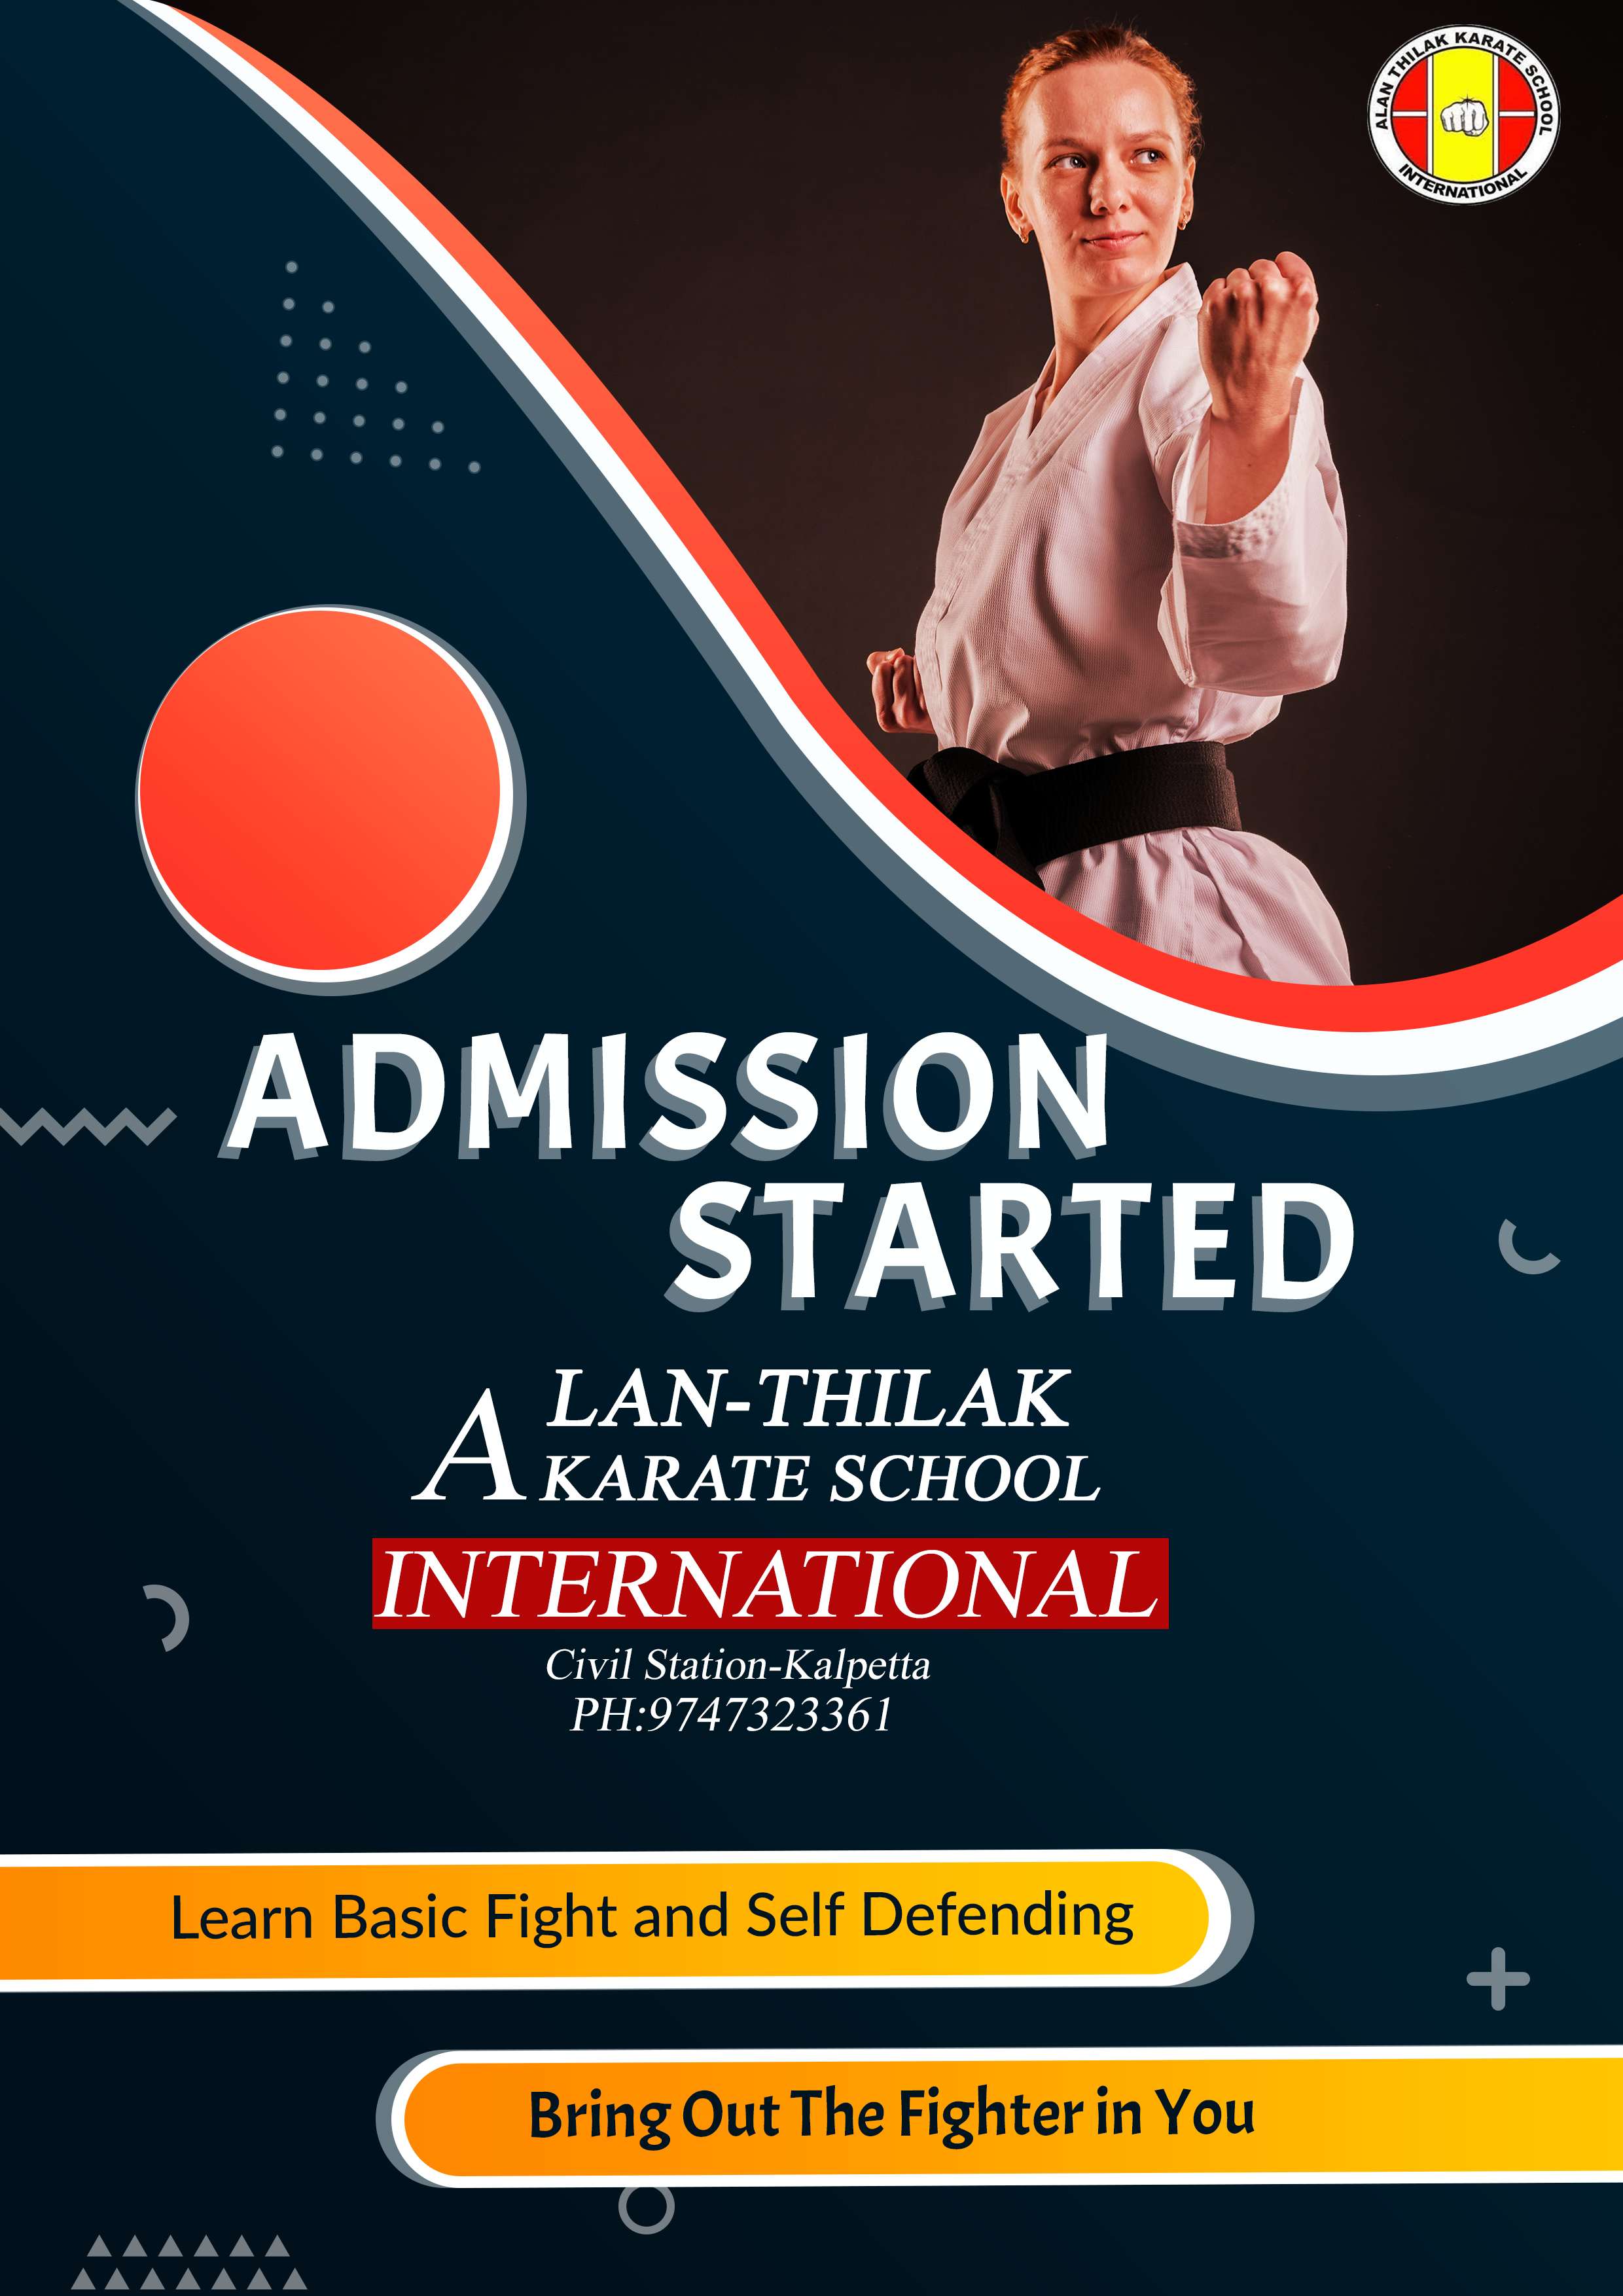 ALAN THILAK KARATE SCHOOL
INTERNATIONAL
ADMISSION
STARTED
ALAN-THILAK
KARATE SCHOOL
INTERNATIONAL
Civil Station-Kalpetta
PH:9747323361
Learn Basic Fight and Self Defending
Bring Out The Fighter in You